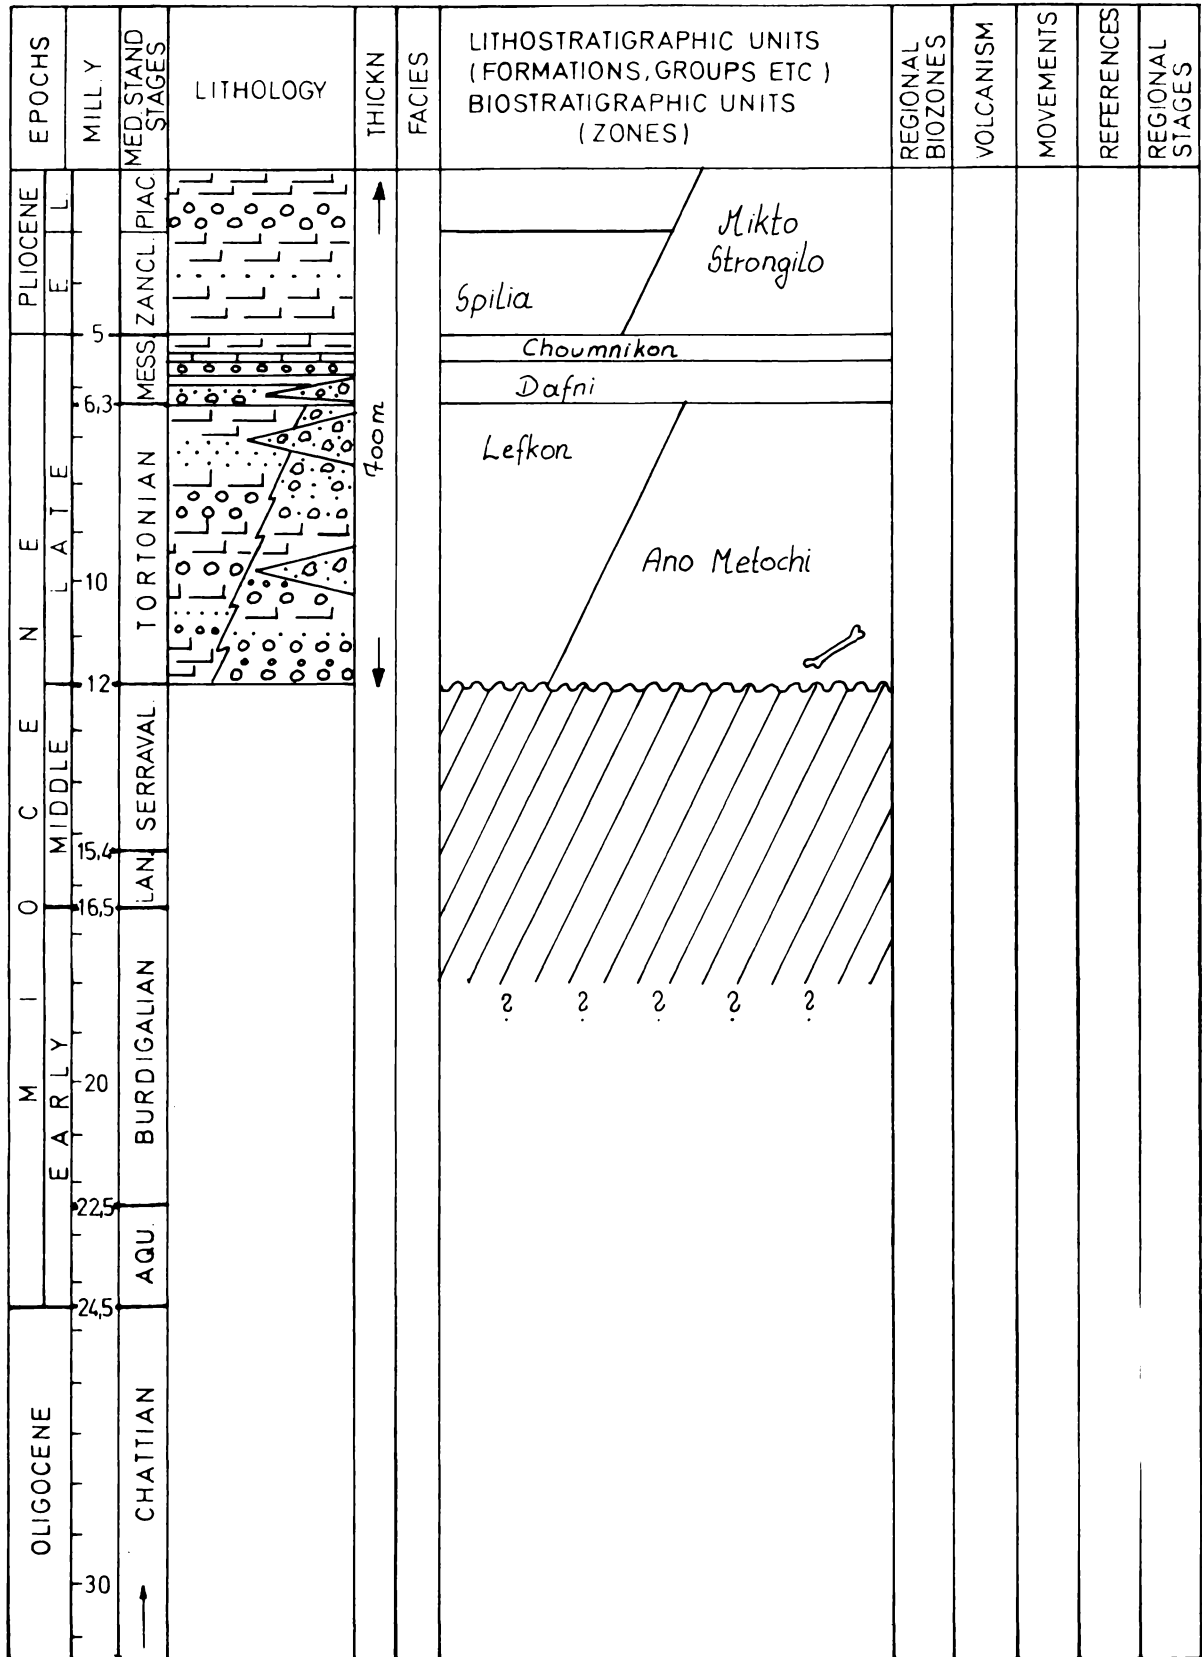 EPOCHS
MILL.Y
MED.STAND
STAGES
LITHOLOGY
THICKN
FACIES
LITHOSTRATIGRAPHIC UNITS
(FORMATIONS, GROUPS ETC)
BIOSTRATIGRAPHIC UNITS
(ZONES)
REGIONAL
BIOZONES
VOLCANISM
MOVEMENTS
REFERENCES
REGIONAL
STAGES
PLIOCENE
L
E
PIAC.
ZANCL.
Mikto
Strongilo
Spilia
5
MESS.
Choumnikon
Dafni
6,3
MIOCENE
LATE
TORTONIAN
700m
Lefkon
Ano Metochi
10
12
MIDDLE
SERRAVAL.
15,4
LAN.
16,5
? ? ? ? ?
EARLY
BURDIGALIAN
20
22,5
AQU.
24,5
OLIGOCENE
CHATTIAN
30